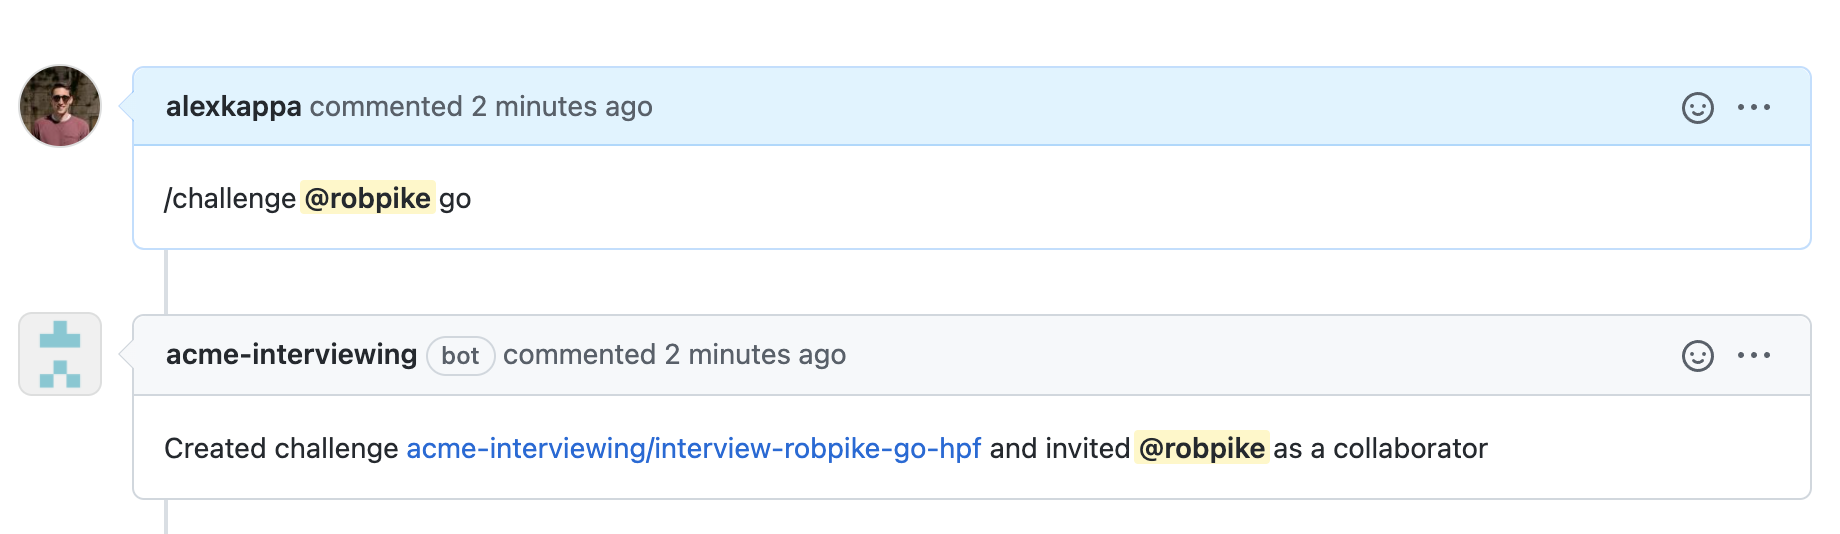 alexkappa commented 2 minutes ago
/challenge @robpike go
acme-interviewing bot commented 2 minutes ago
Created challenge acme-interviewing/interview-robpike-go-hpf and invited @robpike as a collaborator